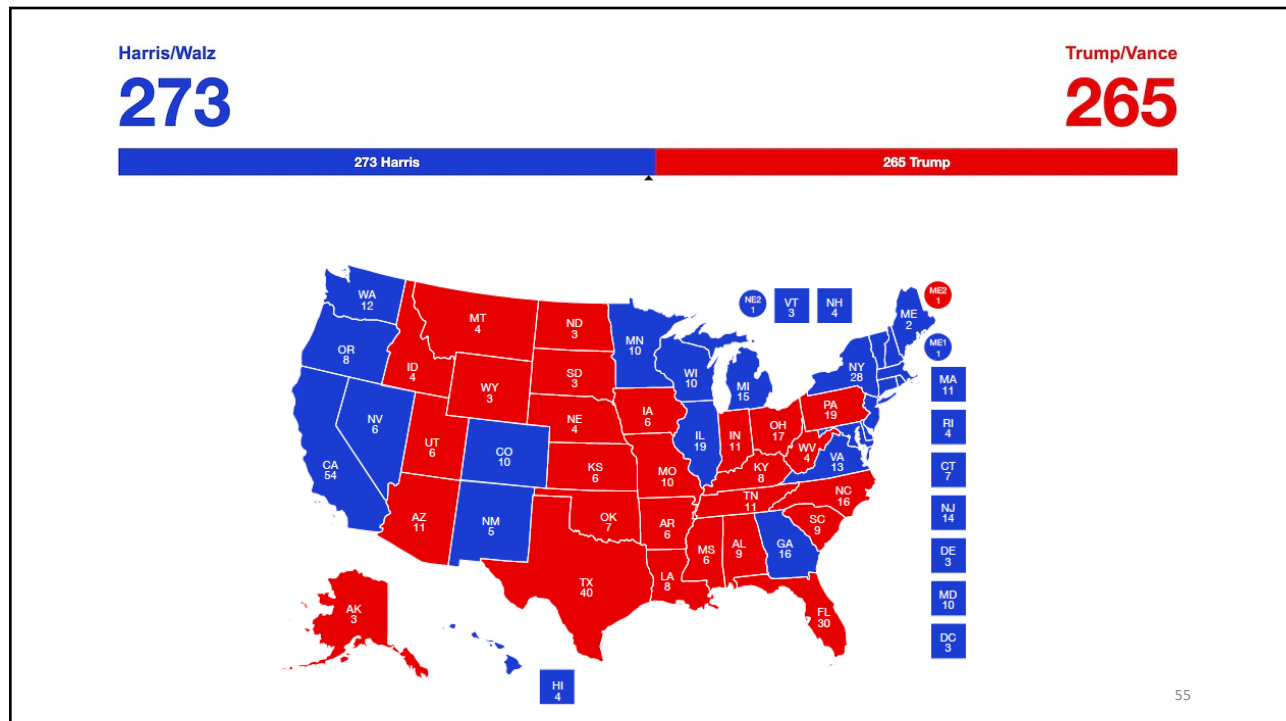 Harris/Walz
Trump/Vance
273
265
273 Harris
265 Trump
WA
12
OR
8
CA
54
NV
6
ID
4
MT
4
WY
3
UT
6
AZ
11
CO
10
NM
5
ND
3
SD
3
NE
4
KS
6
OK
7
TX
40
MN
10
IA
6
MO
10
AR
6
LA
8
WI
10
IL
19
MI
15
IN
11
OH
17
KY
8
TN
11
MS
6
AL
9
GA
16
FL
30
SC
9
NC
16
VA
13
WV
4
PA
19
NY
28
ME
2
NE2
1
VT
3
NH
4
ME2
1
ME1
1
MA
11
RI
4
CT
7
NJ
14
DE
3
MD
10
DC
3
AK
3
HI
4
55